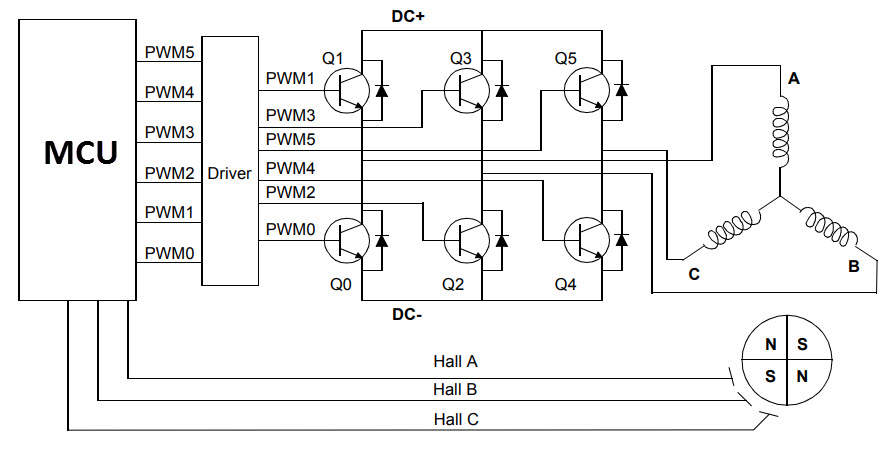 DC+
PWM5
Q1
Q3
Q5
PWM1
A
PWM4
PWM3
PWM3
PWM5
MCU
PWM2
Driver
PWM4
PWM2
PWM1
PWM0
PWM0
C
B
Q0
Q2
Q4
DC-
N
S
S
N
Hall A
Hall B
Hall C